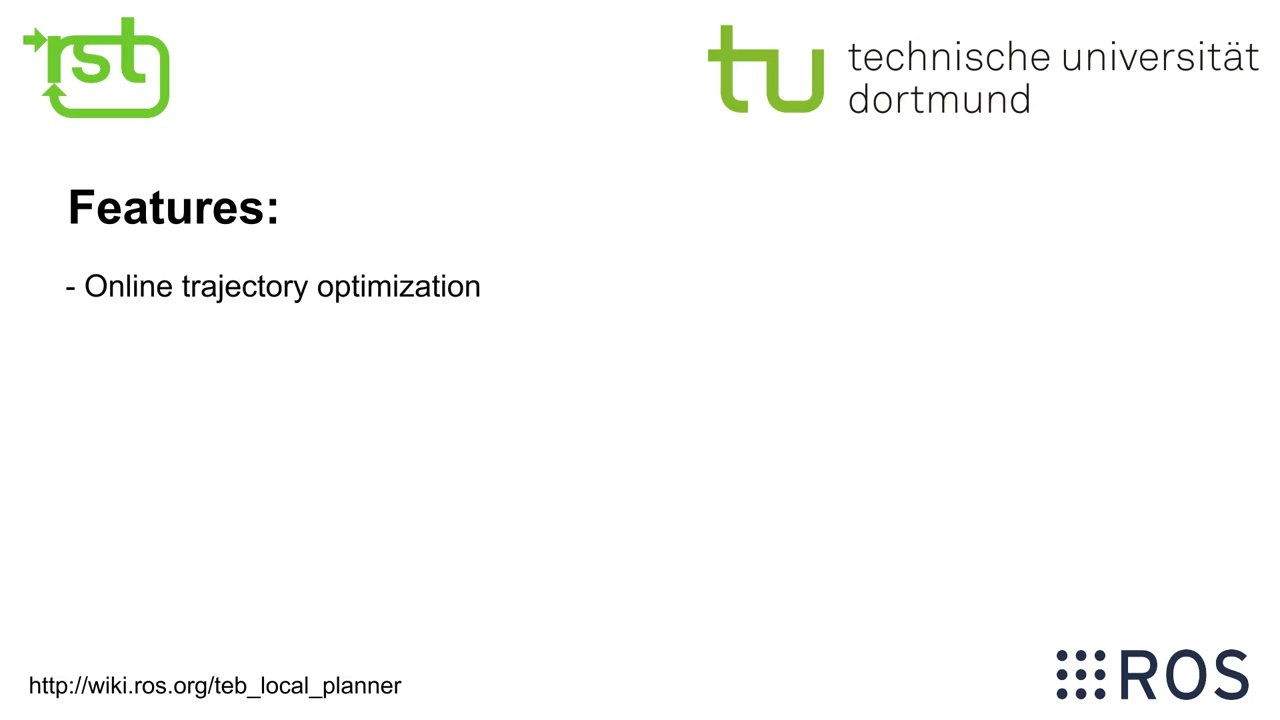 rst
tu technische universität
dortmund
Features:
- Online trajectory optimization
http://wiki.ros.org/teb_local_planner
ROS